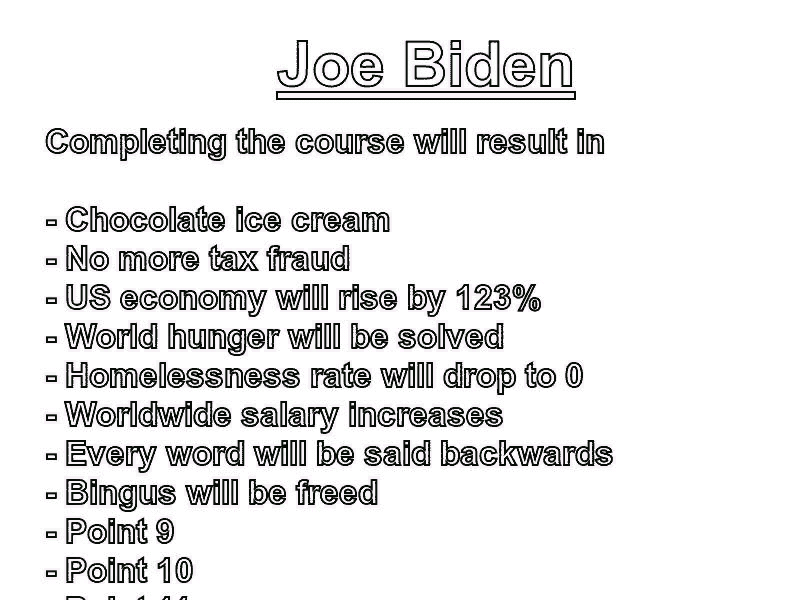 Joe Biden
Completing the course will result in
- Chocolate ice cream
- No more tax fraud
- US economy will rise by 123%
- World hunger will be solved
- Homelessness rate will drop to 0
- Worldwide salary increases
- Every word will be said backwards
- Bingus will be freed
- Point 9
- Point 10